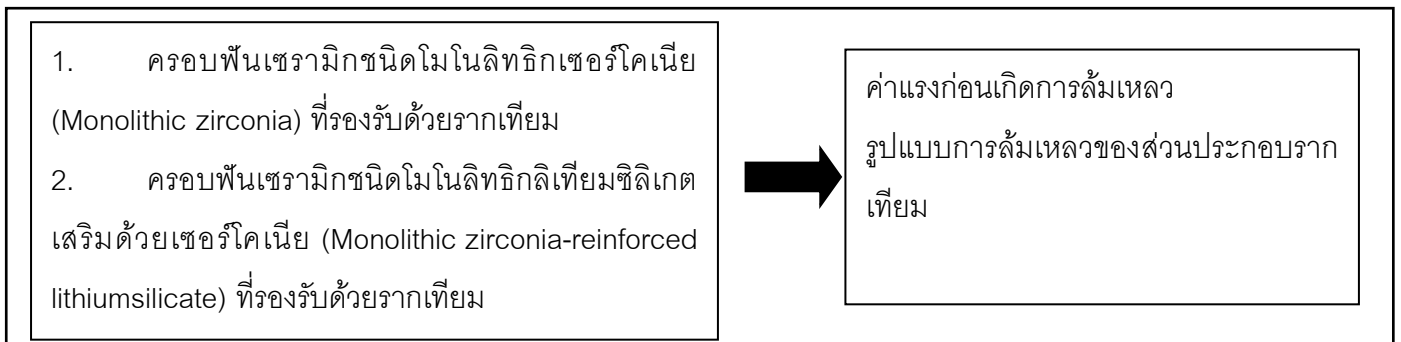 1. ครอบฟันเซรามิกชนิดโมโนลิทธิกเซอร์โคเนีย
(Monolithic zirconia) ที่รองรับด้วยรากเทียม
2. ครอบฟันเซรามิกชนิดโมโนลิทธิกลิเทียมซิลิเกต
เสริมด้วยเซอร์โคเนีย (Monolithic zirconia-reinforced
lithiumsilicate) ที่รองรับด้วยรากเทียม
ค่าแรงก่อนเกิดการล้มเหลว
รูปแบบการล้มเหลวของส่วนประกอบราก
เทียม